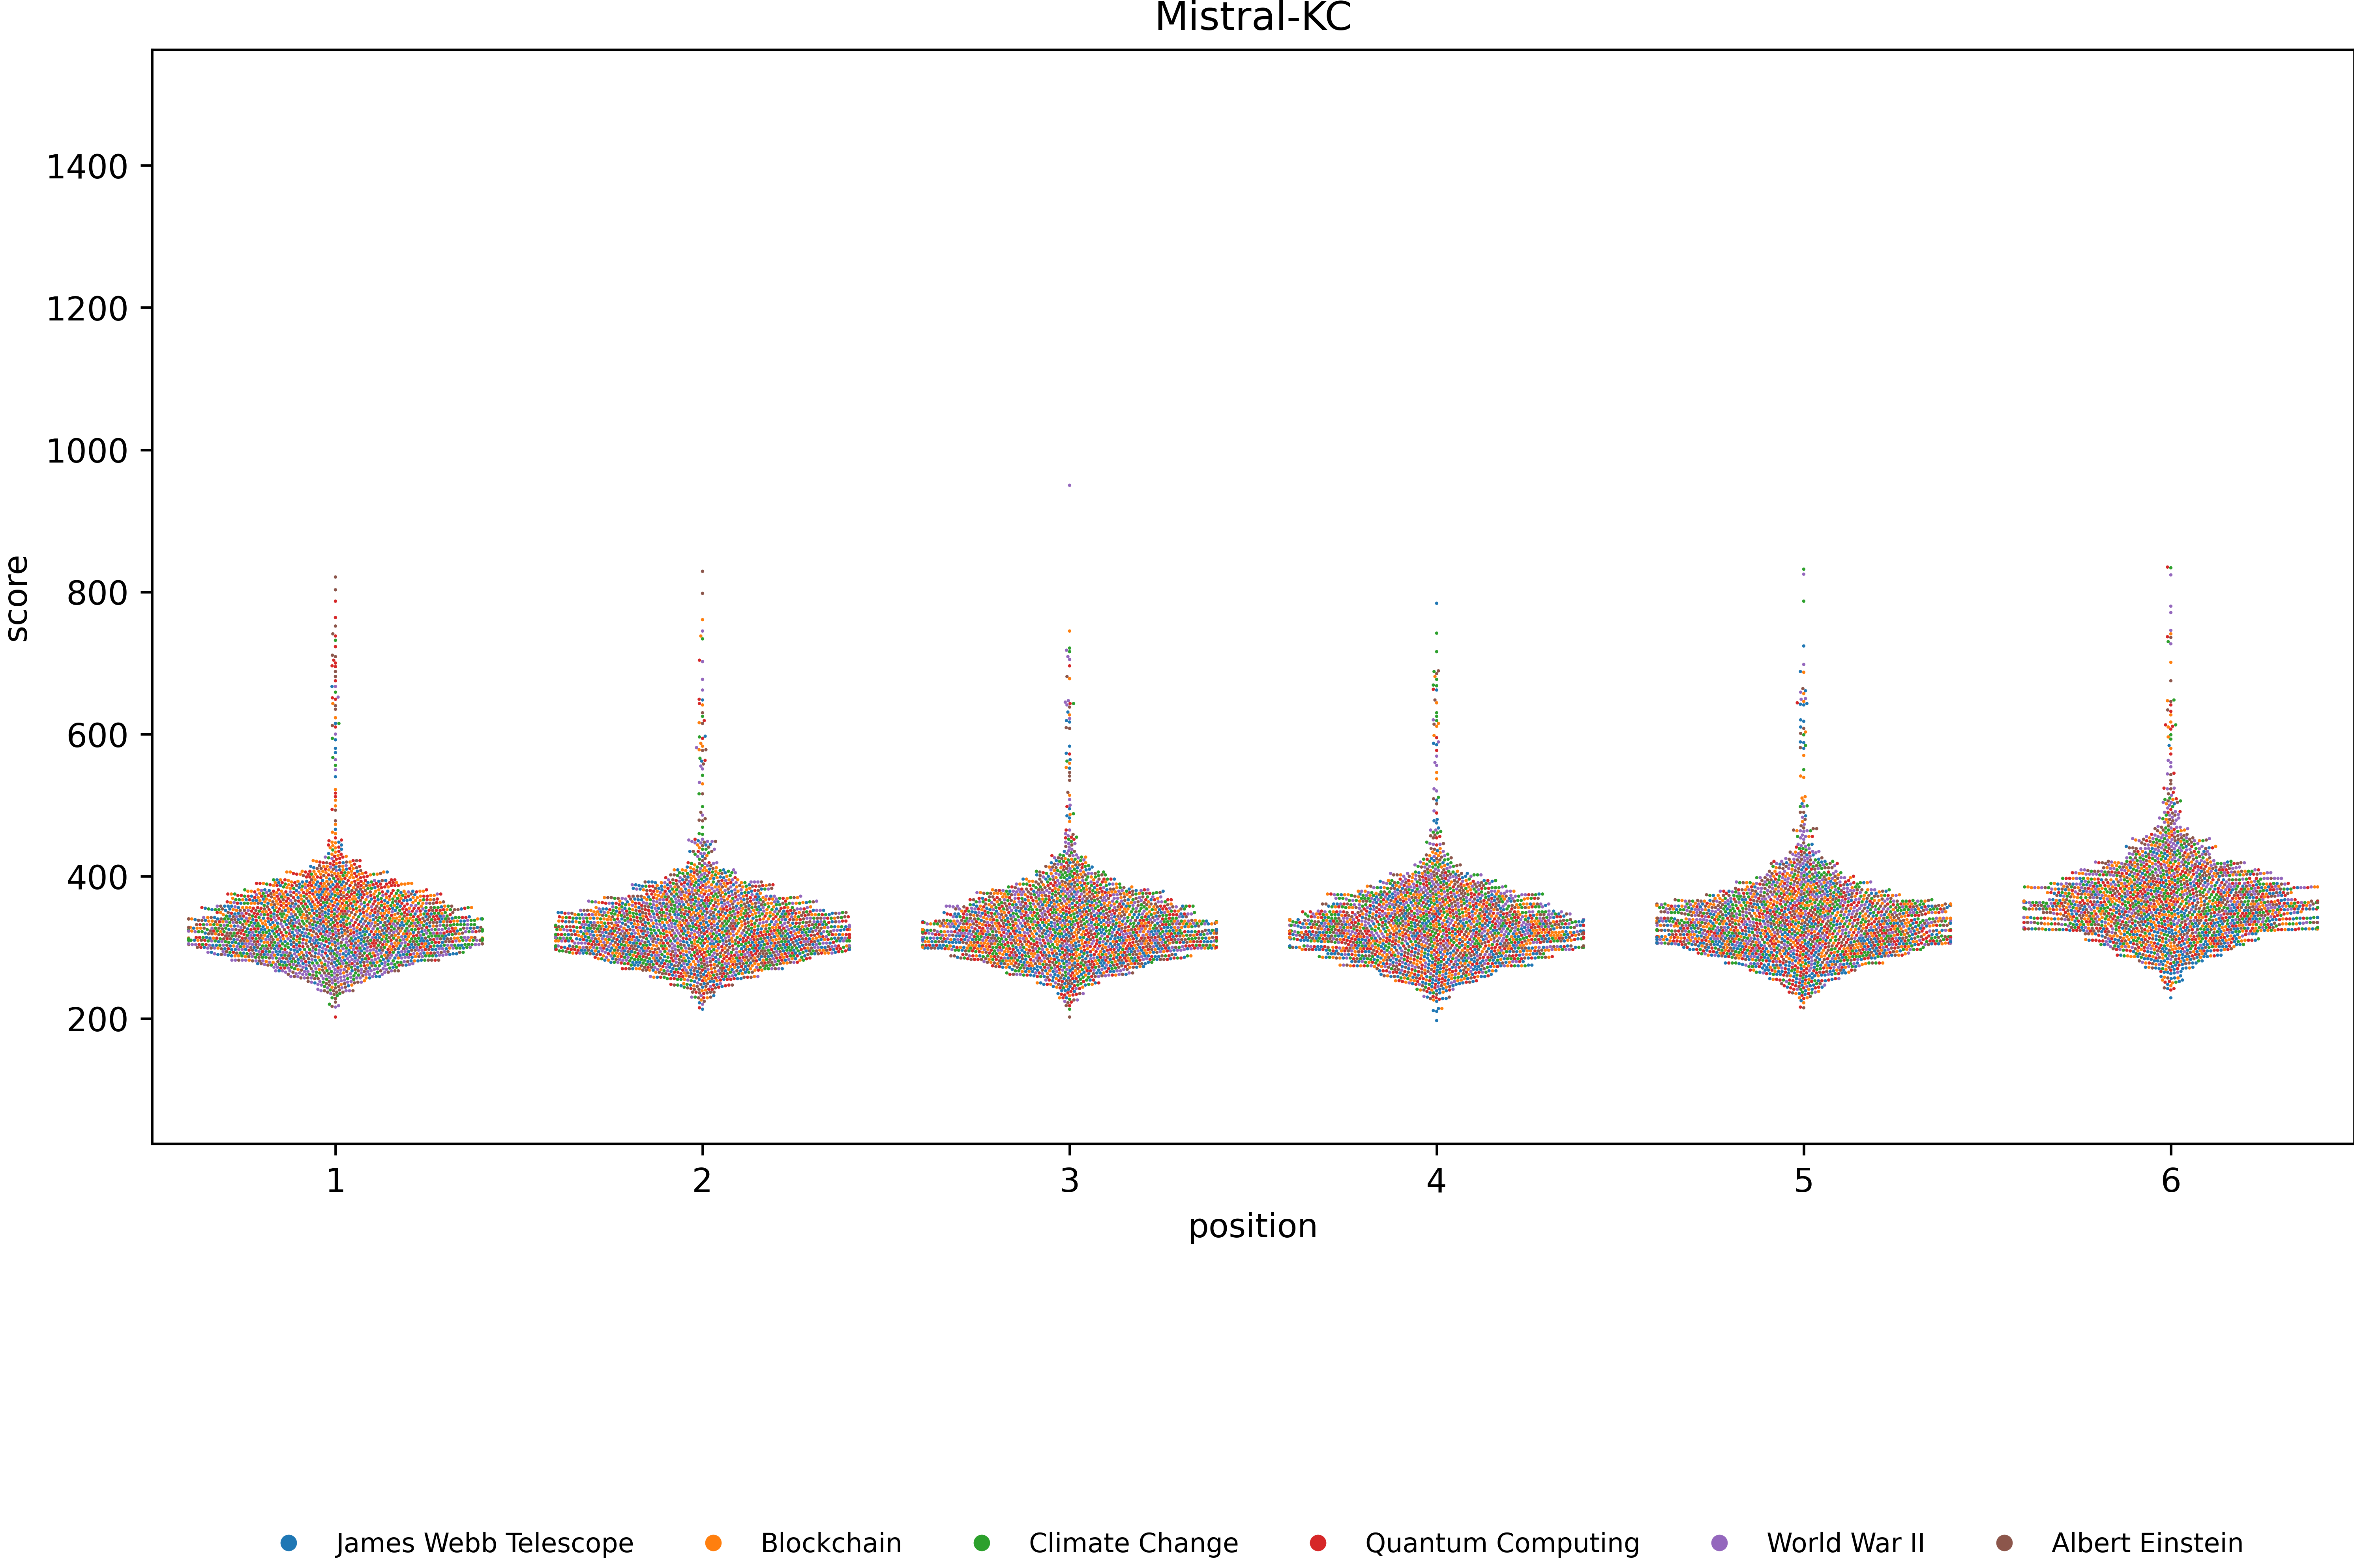 Mistral-KC
1400
1200
1000
800
600
400
200
score
1
2
3
4
5
6
position
James Webb Telescope
Blockchain
Climate Change
Quantum Computing
World War II
Albert Einstein